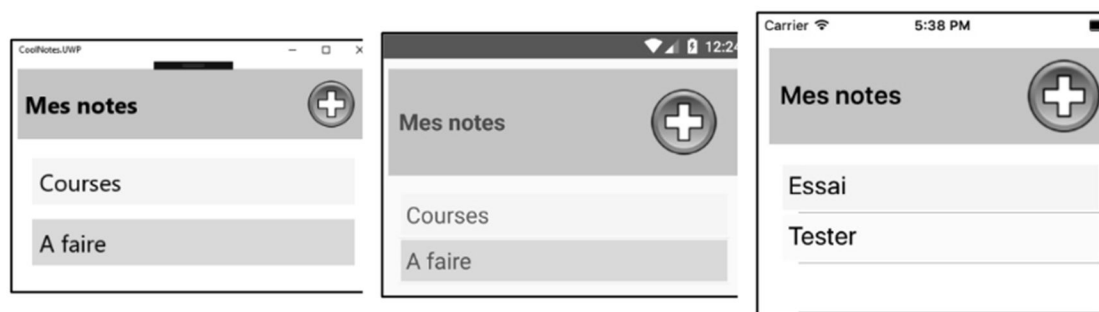 CoolNotes.UWP
Mes notes
Courses
A faire
12:24
Mes notes
Courses
A faire
Carrier 5:38 PM
Mes notes
Essai
Tester